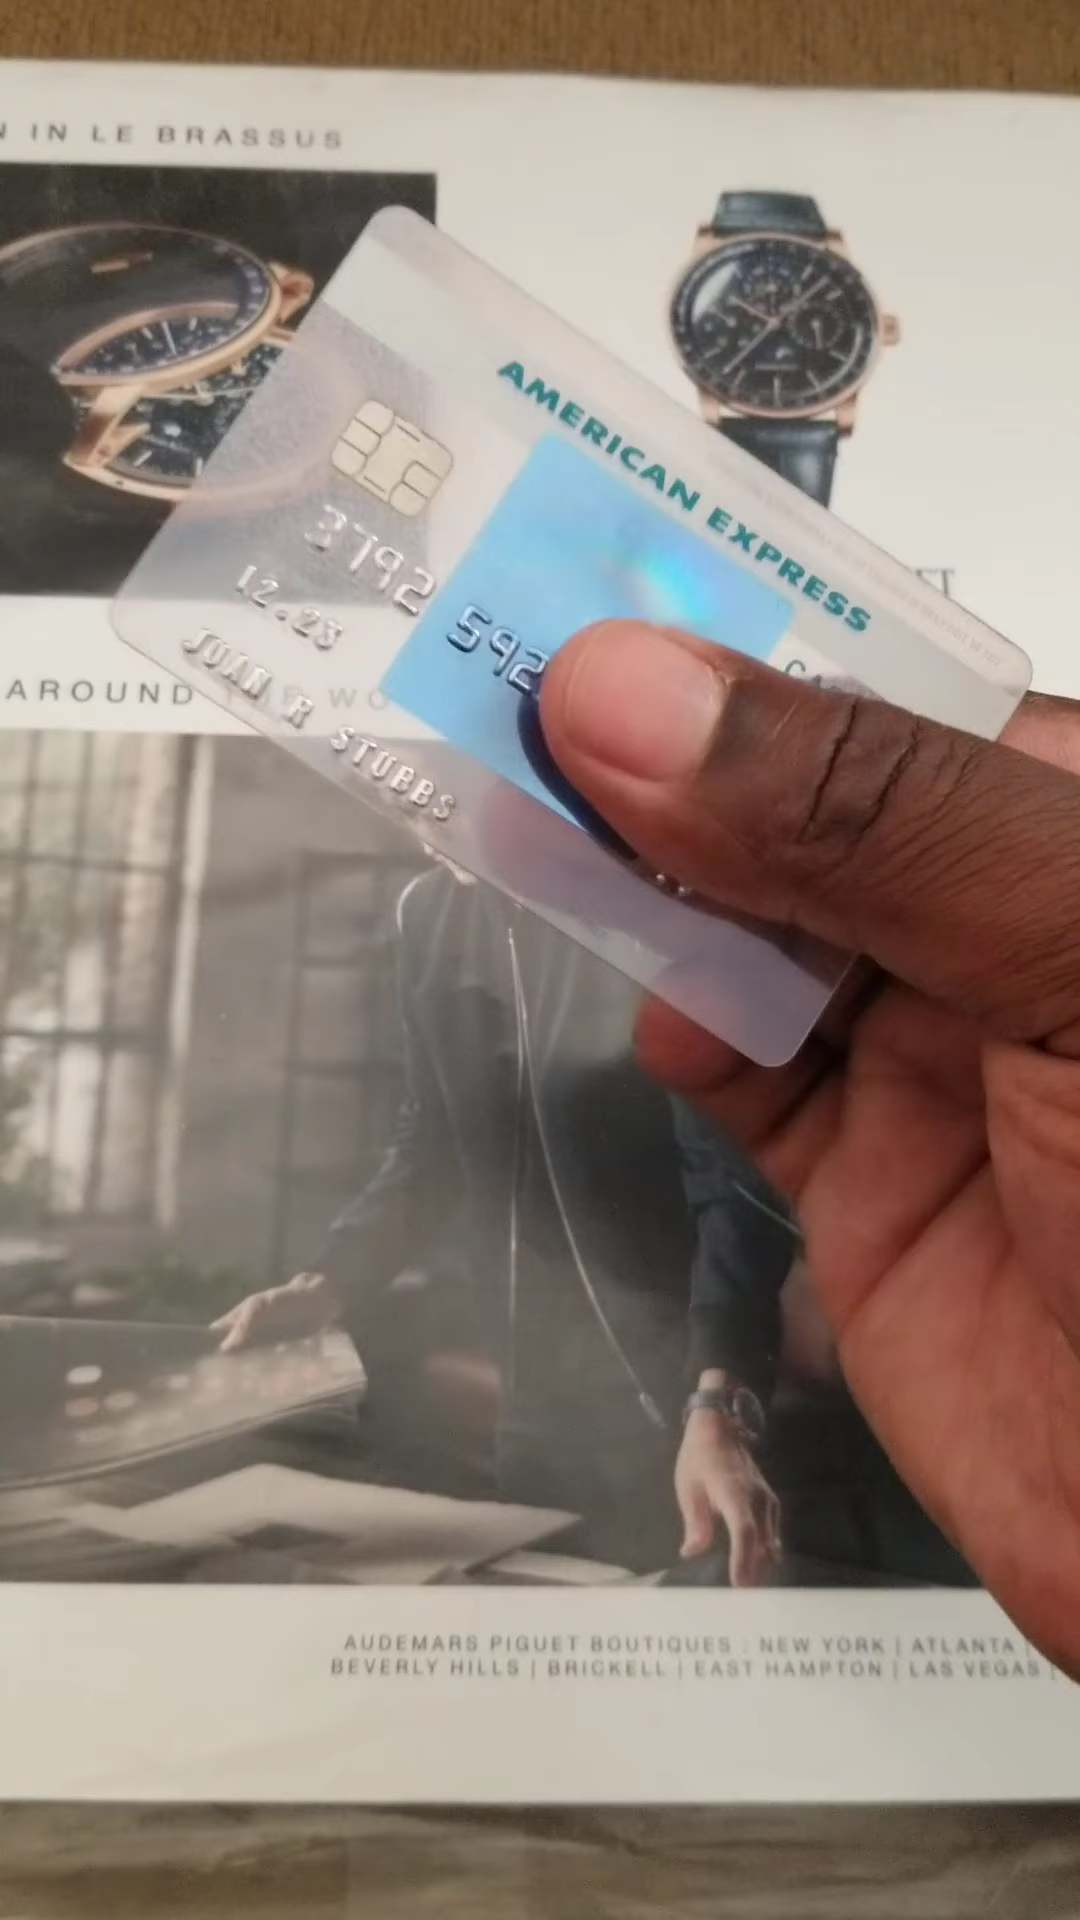 N IN LE BRASSUS
AMERICAN EXPRESS
3792 592
12.23
JUAN R STUBBS
AROUND THE WO
AUDEMARS PIGUET BOUTIQUES : NEW YORK | ATLANTA |
BEVERLY HILLS | BRICKELL | EAST HAMPTON | LAS VEGAS |